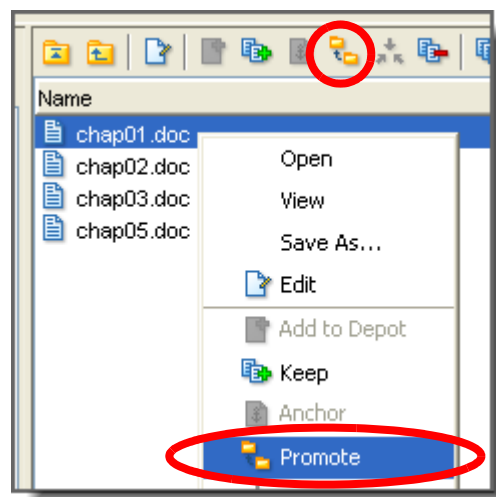 Name
chap01.doc
chap02.doc
chap03.doc
chap05.doc
Open
View
Save As...
Edit
Add to Depot
Keep
Anchor
Promote